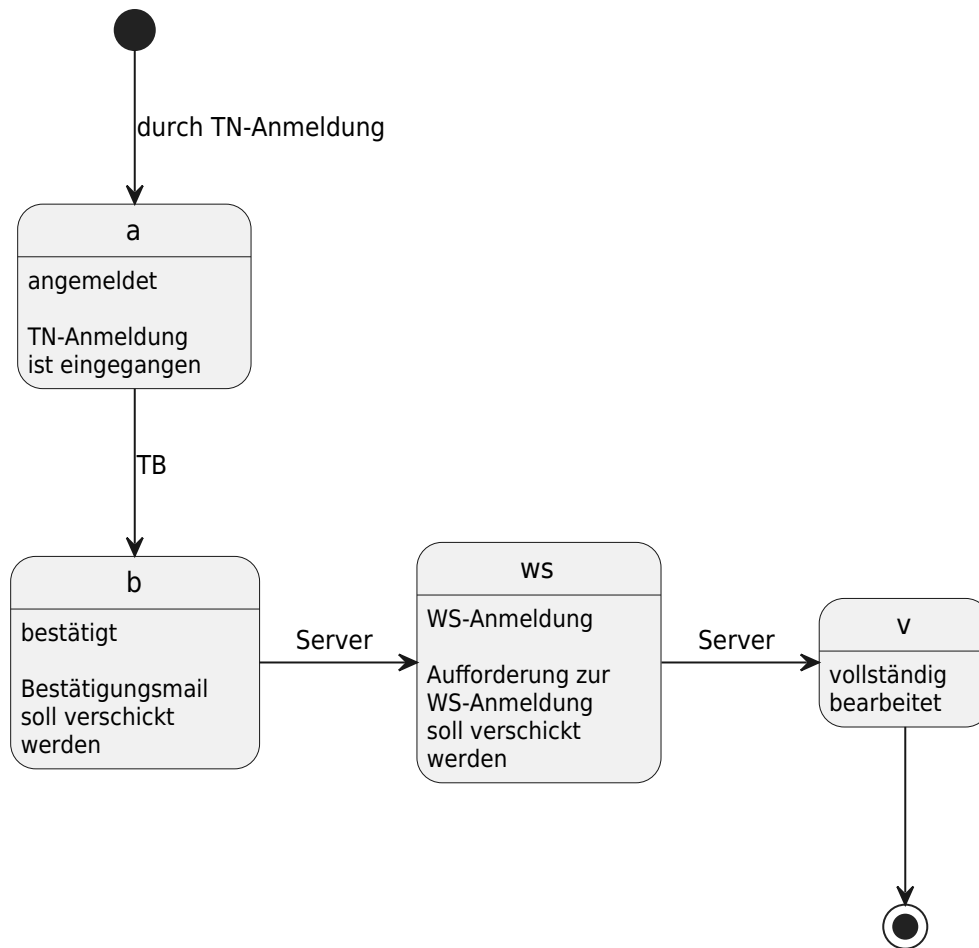 durch TN-Anmeldung
a
angemeldet
TN-Anmeldung
ist eingegangen
TB
b
bestätigt
Bestätigungsmail
soll verschickt
werden
Server
ws
WS-Anmeldung
Aufforderung zur
WS-Anmeldung
soll verschickt
werden
Server
v
vollständig
bearbeitet